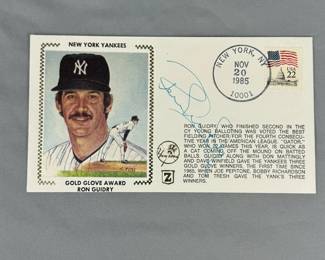 NEW YORK YANKEES
GOLD GLOVE AWARD
RON GUIDRY
NEW YORK, NY
NOV
20
1985
10001
USA
22
RON GUIDRY, WHO FINISHED SECOND IN THE
CY YOUNG BALLOTING WAS VOTED THE BEST
FIELDING PITCHER FOR THE FOURTH CONSECUTIVE
YEAR IN THE AMERICAN LEAGUE. "GATOR,"
WHO WON 22 GAMES THIS YEAR, IS QUICK AS
A CAT COMING OFF THE MOUND ON BATTED
BALLS. GUIDRY ALONG WITH DON MATTINGLY
AND DAVE WINFIELD GAVE THE YANKEES THREE
GOLD GLOVE WINNERS. THE FIRST TIME SINCE
1965, WHEN JOE PEPITONE, BOBBY RICHARDSON
AND TOM TRESH GAVE THE YANK'S THREE
WINNERS.
Z